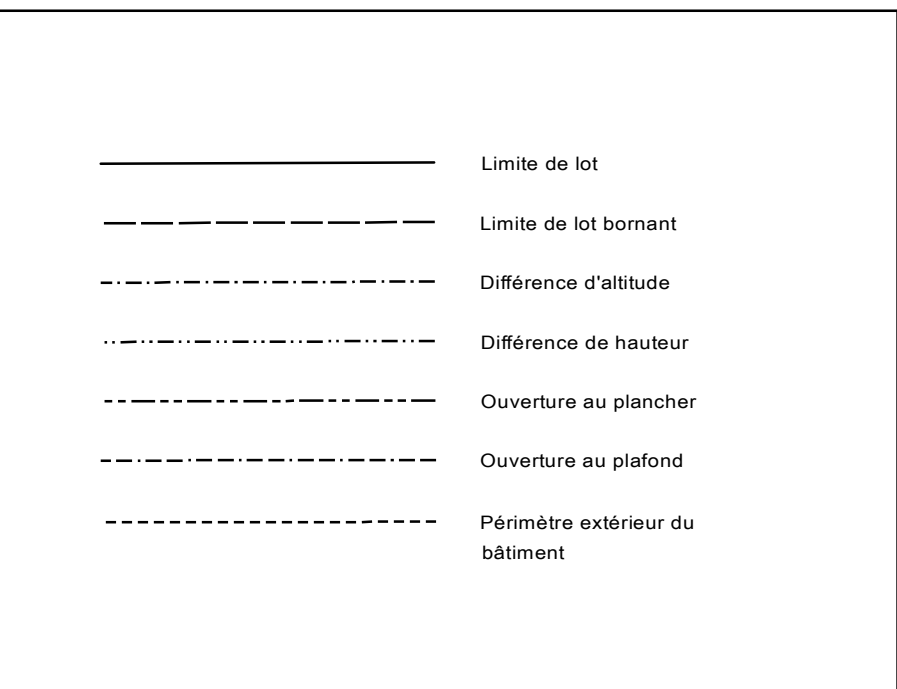 Limite de lot
Limite de lot bornant
Différence d'altitude
Différence de hauteur
Ouverture au plancher
Ouverture au plafond
Périmètre extérieur du
bâtiment